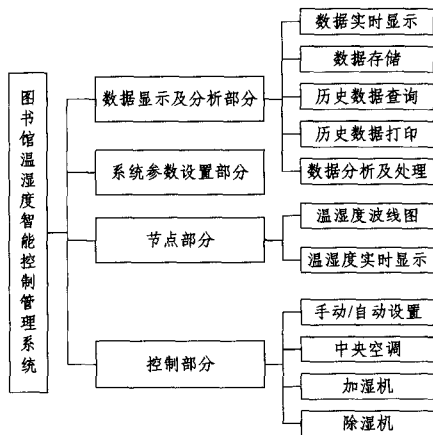 图书馆温湿度智能控制管理系统
数据显示及分析部分
数据实时显示
数据存储
历史数据查询
历史数据打印
数据分析及处理
系统参数设置部分
节点部分
温湿度波线图
温湿度实时显示
控制部分
手动/自动设置
中央空调
加湿机
除湿机